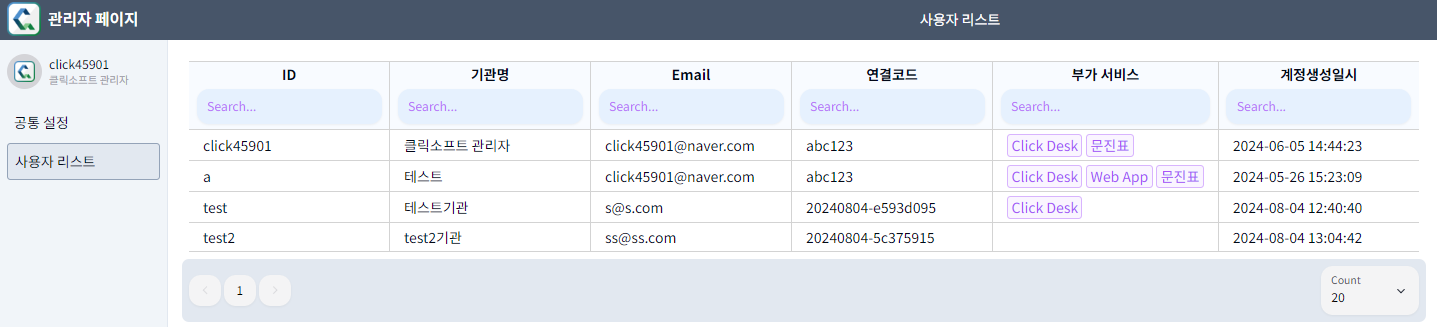 관리자 페이지
사용자 리스트
click45901
클릭소프트 관리자
공통 설정
사용자 리스트
ID 기관명 Email 연결코드 부가 서비스 계정생성일시
Search... Search... Search... Search... Search... Search...
click45901 클릭소프트 관리자 click45901@naver.com abc123 Click Desk 문진표 2024-06-05 14:44:23
a 테스트 click45901@naver.com abc123 Click Desk Web App 문진표 2024-05-26 15:23:09
test 테스트기관 s@s.com 20240804-e593d095 Click Desk 2024-08-04 12:40:40
test2 test2기관 ss@ss.com 20240804-5c375915 2024-08-04 13:04:42
< 1 >
Count
20